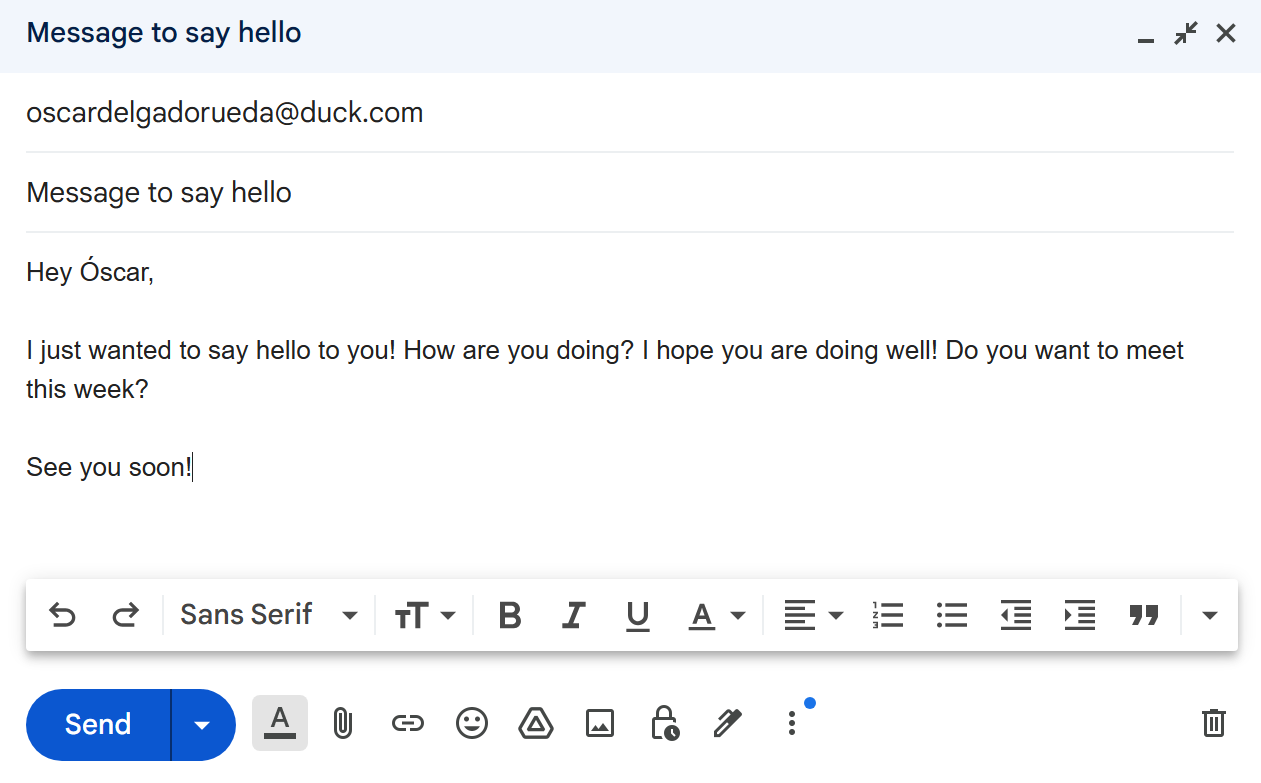 Message to say hello
oscardelgadorueda@duck.com
Message to say hello
Hey Óscar,
I just wanted to say hello to you! How are you doing? I hope you are doing well! Do you want to meet
this week?
See you soon!
Sans Serif
Send